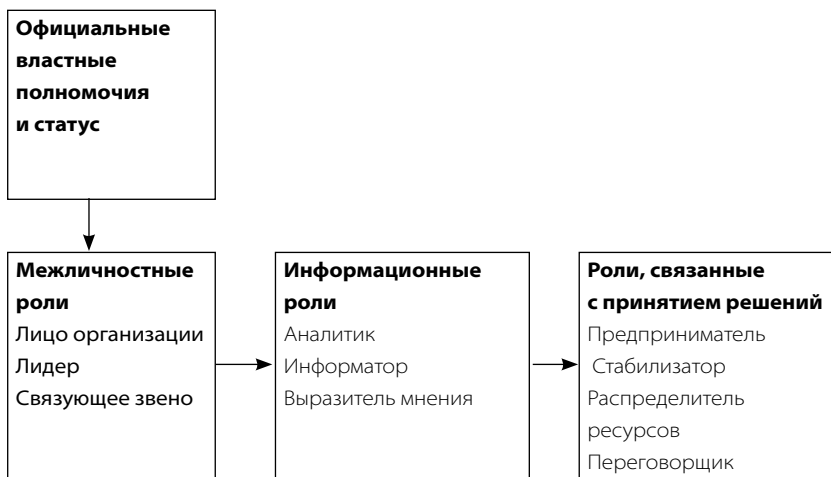 Официальные
властные
полномочия
и статус
Межличностные
роли
Лицо организации
Лидер
Связующее звено
Информационные
роли
Аналитик
Информатор
Выразитель мнения
Роли, связанные
с принятием решений
Предприниматель
Стабилизатор
Распределитель
ресурсов
Переговорщик